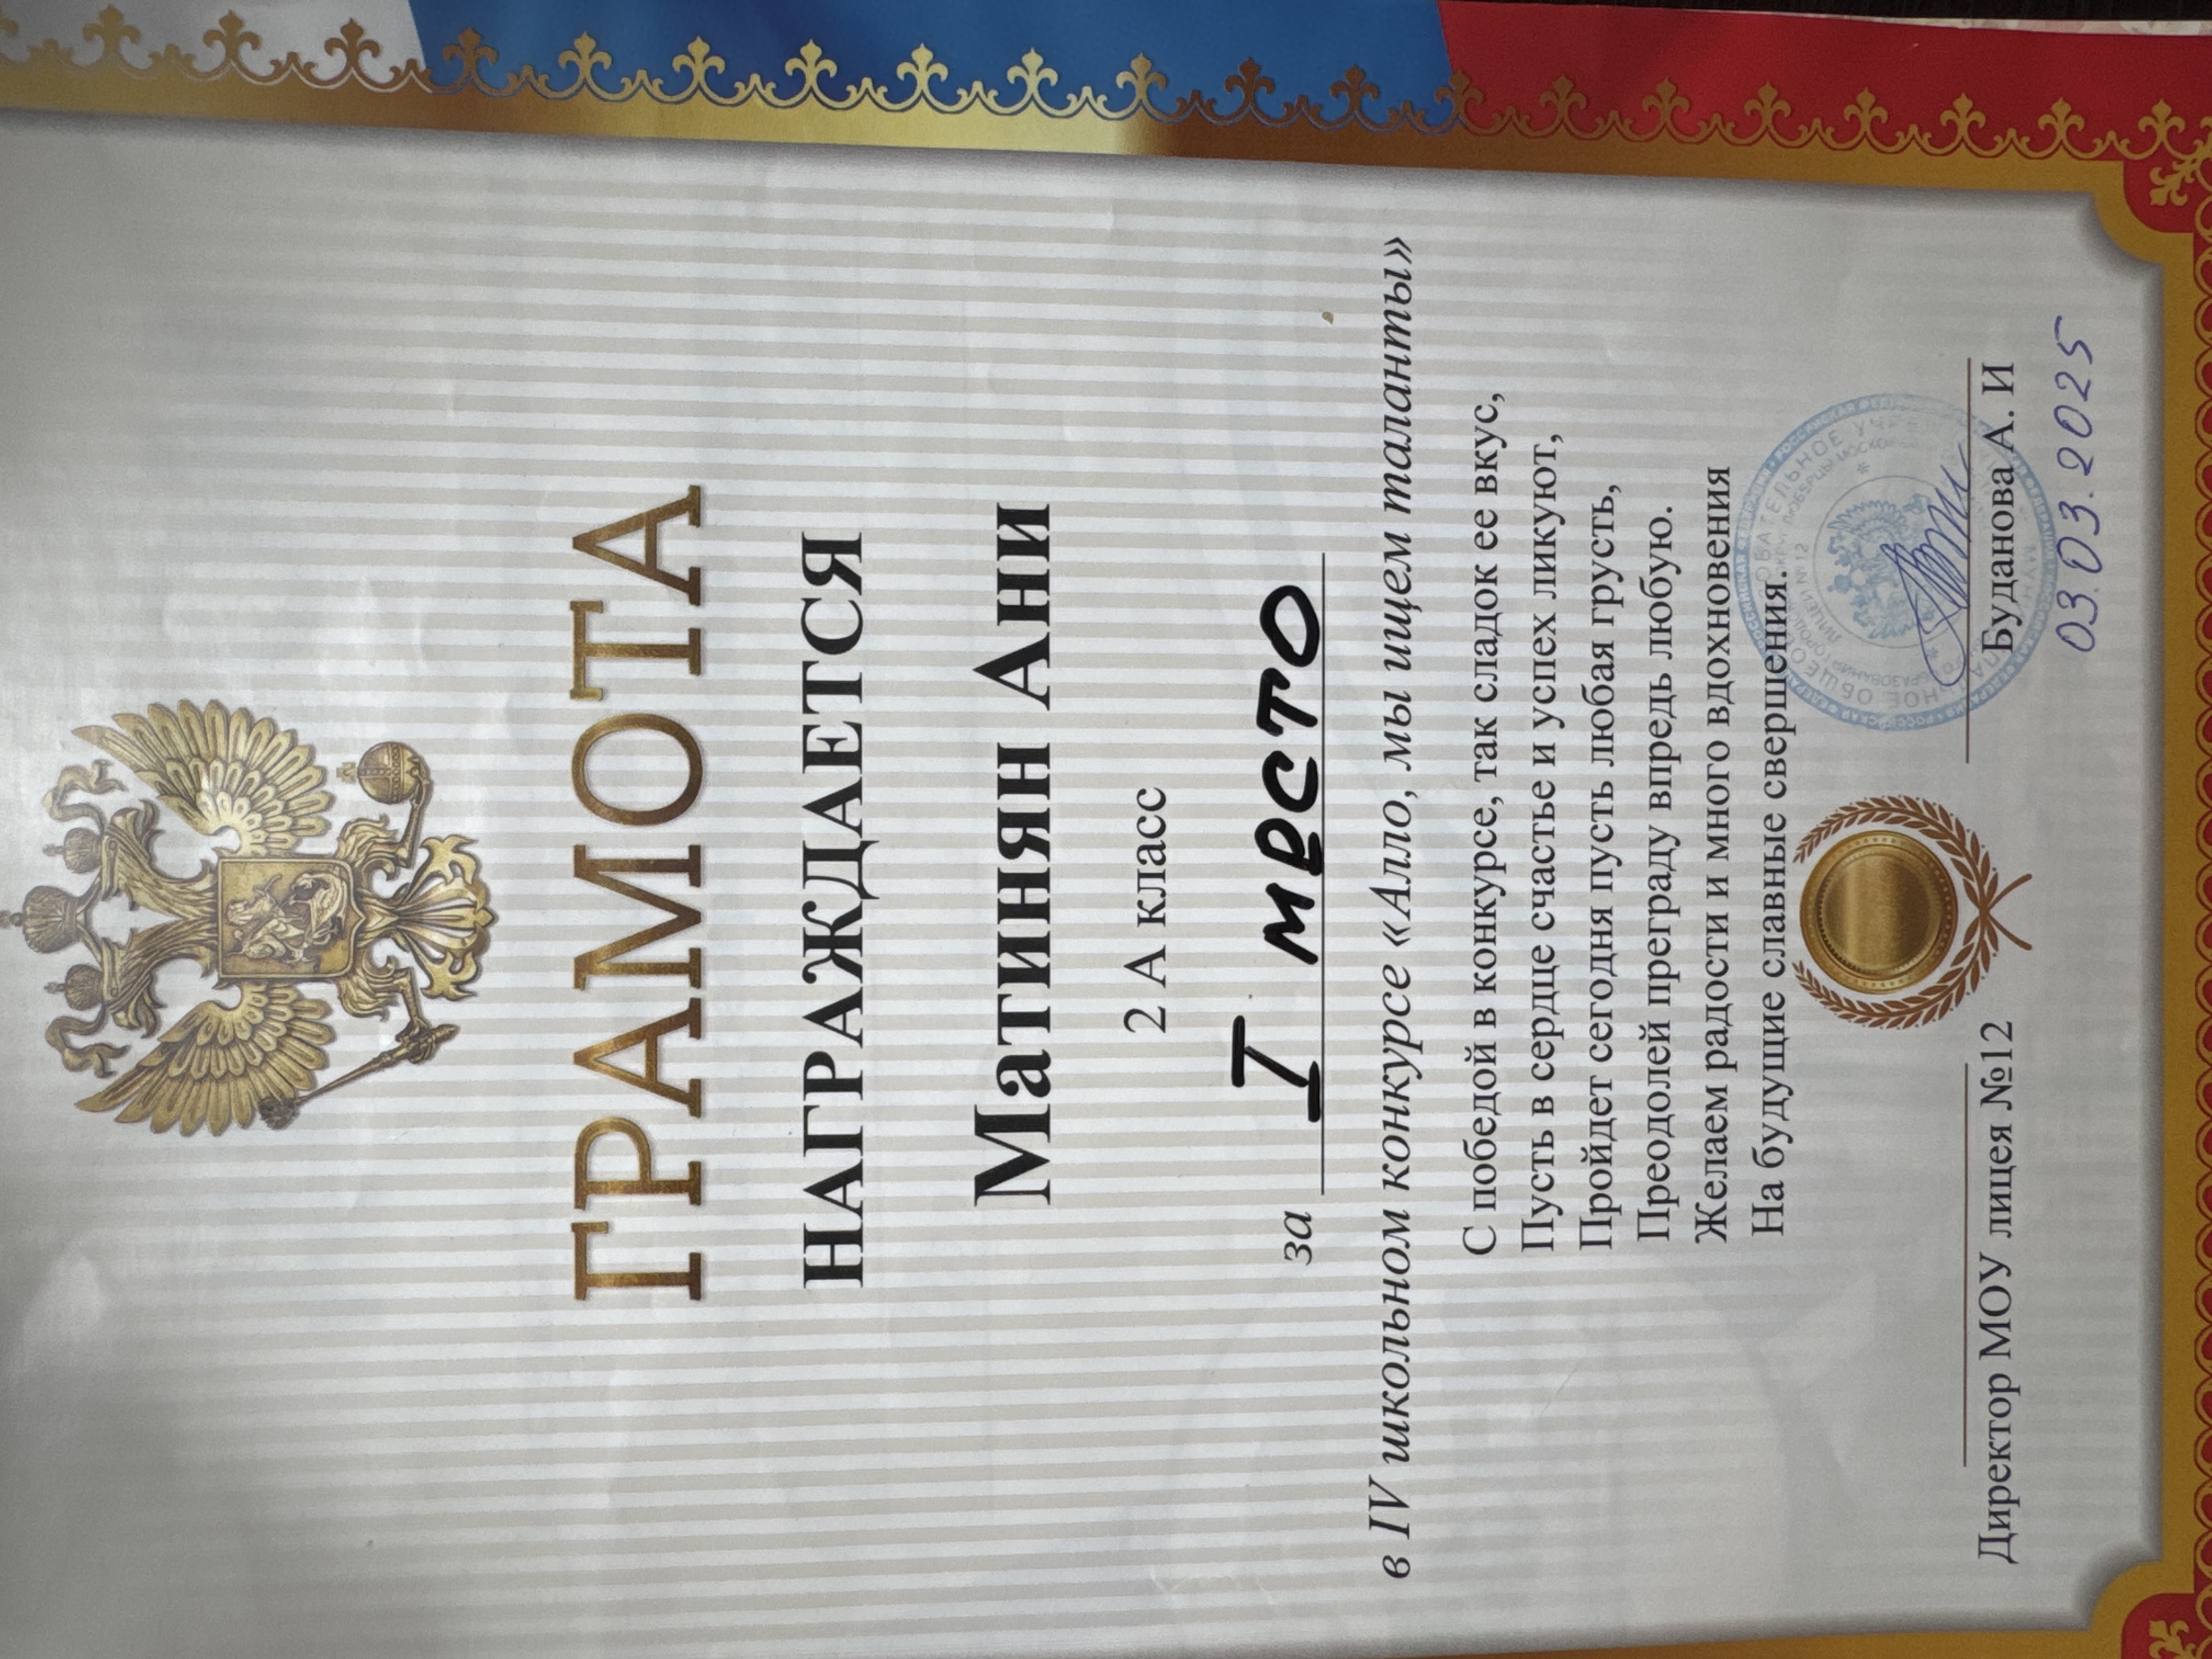 ГРАМОТА
НАГРАЖДАЕТСЯ
Матинян Ани
2 А класс
за I место
в IV школьном конкурсе «Алло, мы ищем таланты»
С победой в конкурсе, так сладок ее вкус,
Пусть в сердце счастье и успех ликуют,
Пройдет сегодня пусть любая грусть,
Преодолей преграду впредь любую.
Желаем радости и много вдохновения
На будущие славные свершения.
Директор МОУ лицея №12 Буданова А. И
03.03.2025
ЛИЦЕЙ №12